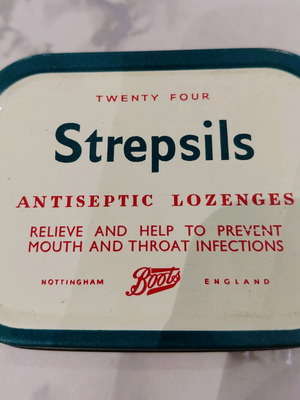 TWENTY FOUR
Strepsils
ANTISEPTIC LOZENGES
RELIEVE AND HELP TO PREVENT
MOUTH AND THROAT INFECTIONS
NOTTINGHAM Boots ENGLAND